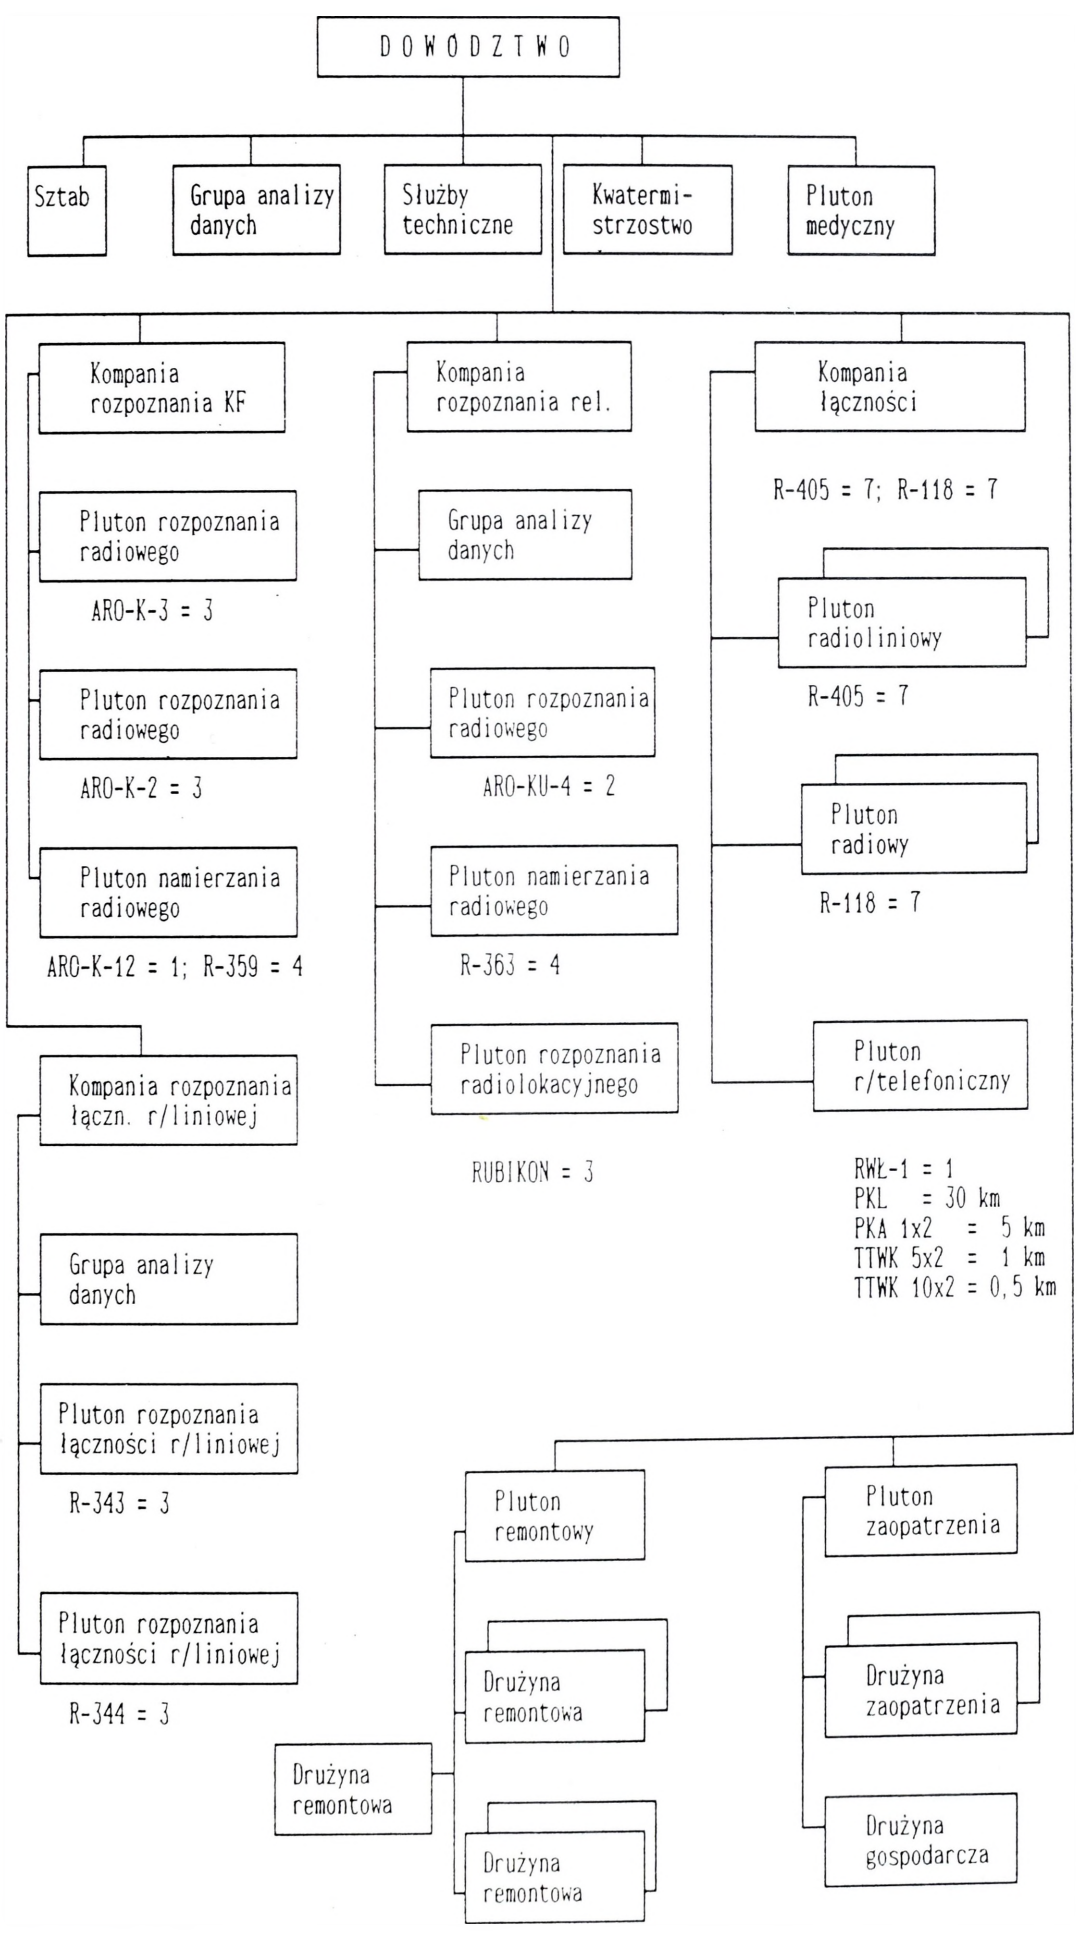 DOWÓDZTWO
Sztab
Grupa analizy
danych
Służby
techniczne
Kwatermi-
strzostwo
Pluton
medyczny
Kompania
rozpoznania KF
Pluton rozpoznania
radiowego
ARO-K-3 = 3
Pluton rozpoznania
radiowego
ARO-K-2 = 3
Pluton namierzania
radiowego
ARO-K-12 = 1; R-359 = 4
Kompania rozpoznania rel.
Grupa analizy
danych
Pluton rozpoznania
radiowego
ARO-KU-4 = 2
Pluton namierzania
radiowego
R-363 = 4
Pluton rozpoznania
radiolokacyjnego
RUBIKON = 3
Kompania
łączności
R-405 = 7; R-118 = 7
Pluton
radioliniowy
R-405 = 7
Pluton
radiowy
R-118 = 7
Pluton
r/telefoniczny
RWŁ-1 = 1
PKL = 30 km
PKA 1x2 = 5 km
TTWK 5x2 = 1 km
TTWK 10x2 = 0,5 km
Kompania rozpoznania
łączn. r/liniowej
Grupa analizy
danych
Pluton rozpoznania
łączności r/liniowej
R-343 = 3
Pluton rozpoznania
łączności r/liniowej
R-344 = 3
Pluton
remontowy
Drużyna
remontowa
Drużyna
remontowa
Drużyna
remontowa
Pluton
zaopatrzenia
Drużyna
zaopatrzenia
Drużyna
gospodarcza